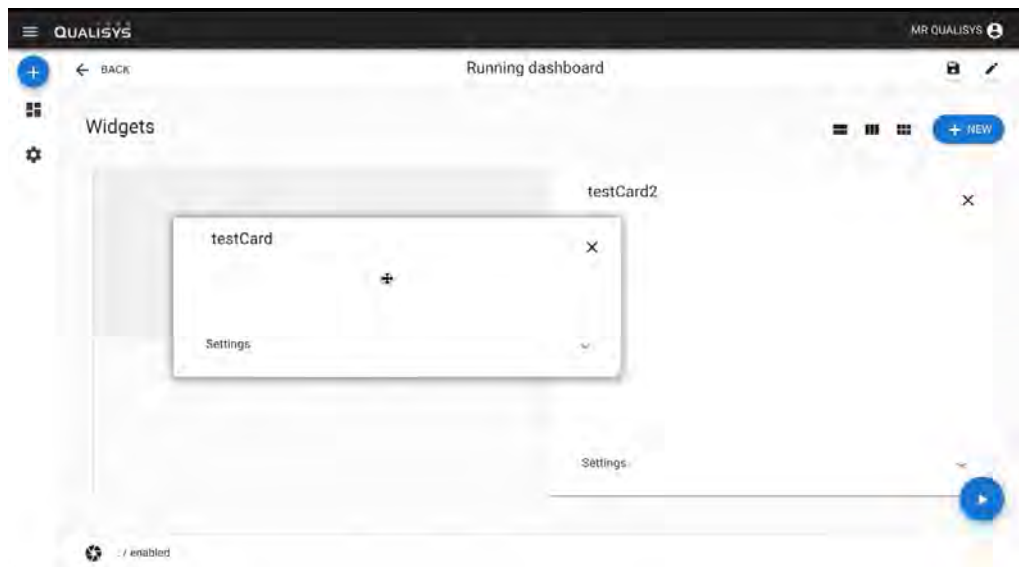 QUALISYS
MR QUALISYS
BACK
Running dashboard
Widgets
+ NEW
testCard2
testCard
Settings
Settings
: / enabled